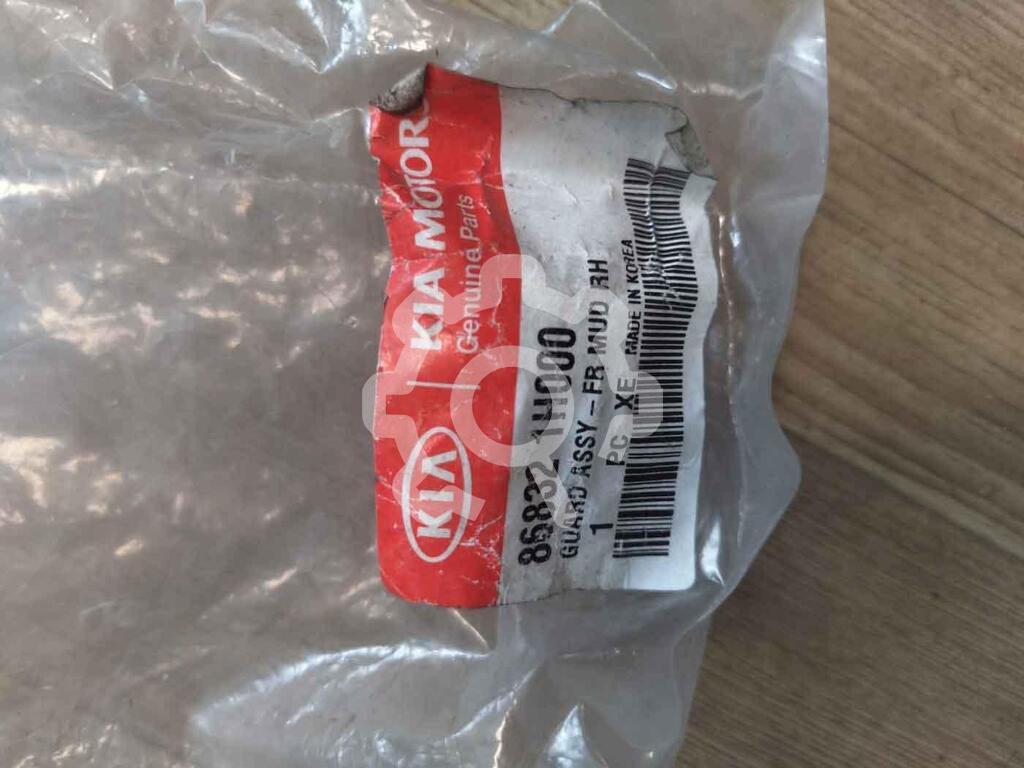 KIA KIA MOTORS
Genuine Parts
86832 1H000
GUARD ASSY-FR MUD RH
1 PC XE MADE IN KOREA